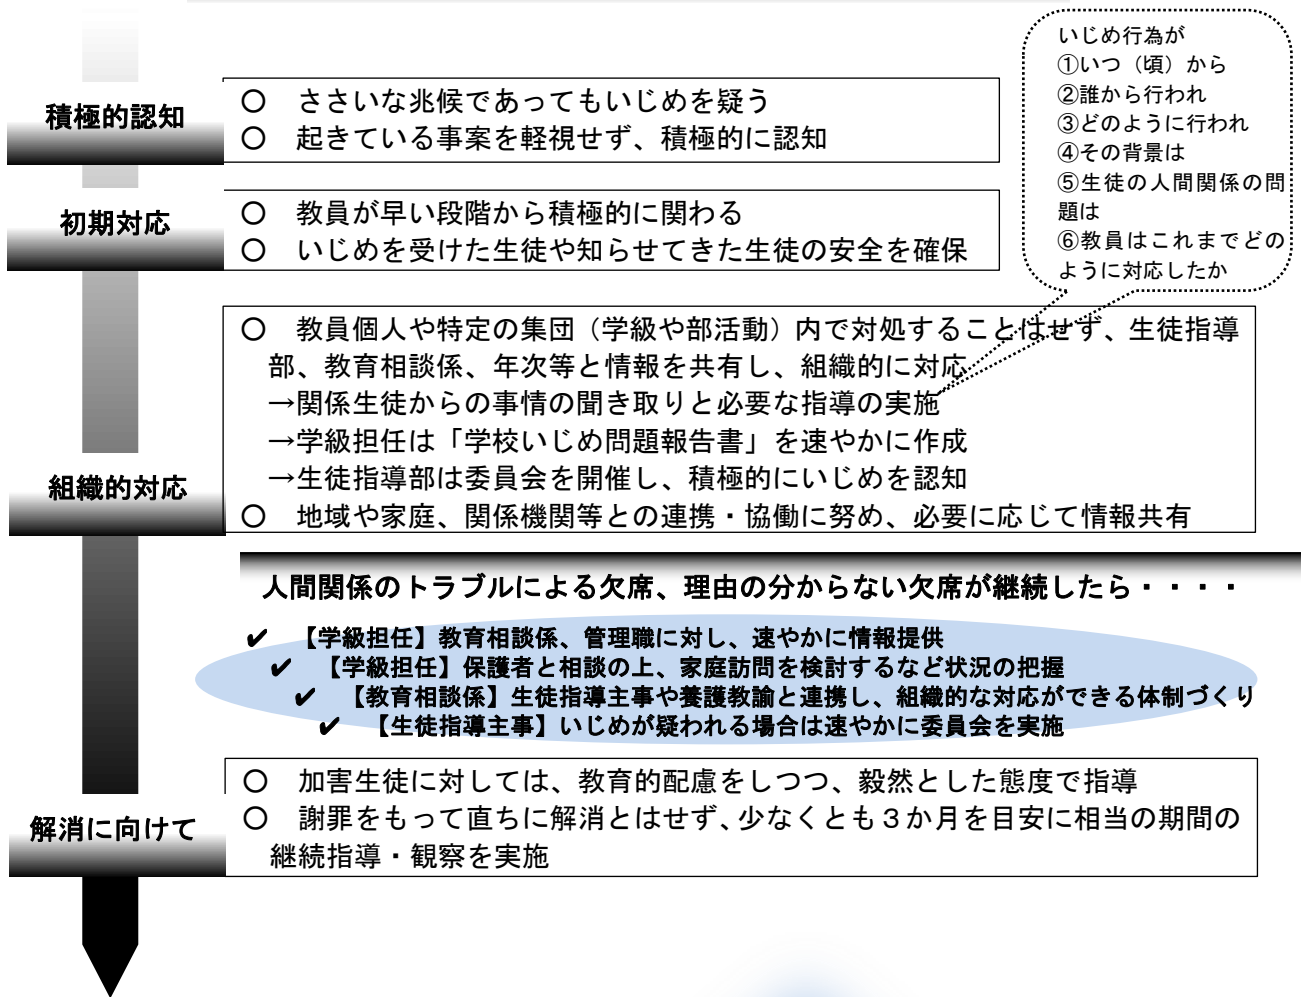 いじめ行為が
①いつ（頃）から
②誰から行われ
③どのように行われ
④その背景は
⑤生徒の人間関係の問
題は
⑥教員はこれまでどの
ように対応したか
積極的認知
〇　ささいな兆候であってもいじめを疑う
〇　起きている事案を軽視せず、積極的に認知
初期対応
〇　教員が早い段階から積極的に関わる
〇　いじめを受けた生徒や知らせてきた生徒の安全を確保
組織的対応
〇　教員個人や特定の集団（学級や部活動）内で対処することはせず、生徒指導
部、教育相談係、年次等と情報を共有し、組織的に対応
→関係生徒からの事情の聞き取りと必要な指導の実施
→学級担任は「学校いじめ問題報告書」を速やかに作成
→生徒指導部は委員会を開催し、積極的にいじめを認知
〇　地域や家庭、関係機関等との連携・協働に努め、必要に応じて情報共有
人間関係のトラブルによる欠席、理由の分からない欠席が継続したら・・・・
✔　【学級担任】教育相談係、管理職に対し、速やかに情報提供
✔　【学級担任】保護者と相談の上、家庭訪問を検討するなど状況の把握
✔　【教育相談係】生徒指導主事や養護教諭と連携し、組織的な対応ができる体制づくり
✔　【生徒指導主事】いじめが疑われる場合は速やかに委員会を実施
解消に向けて
〇　加害生徒に対しては、教育的配慮をしつつ、毅然とした態度で指導
〇　謝罪をもって直ちに解消とはせず、少なくとも３か月を目安に相当の期間の
継続指導・観察を実施